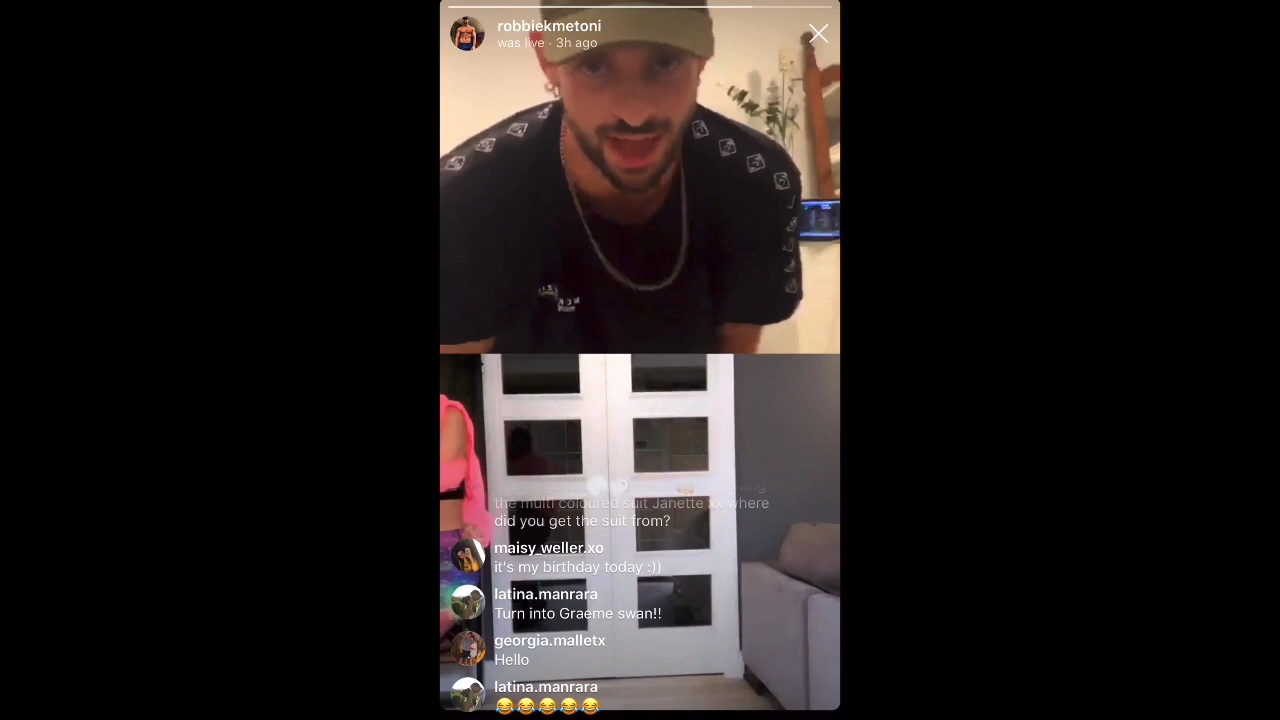 robbiekmetoni
was live · 3h ago
the multi coloured suit Janette xx where
did you get the suit from?
maisy_weller.xo
it's my birthday today :))
latina.manrara
Turn into Graeme swan!!
georgia.malletx
Hello
latina.manrara
😂😂😂😂😂